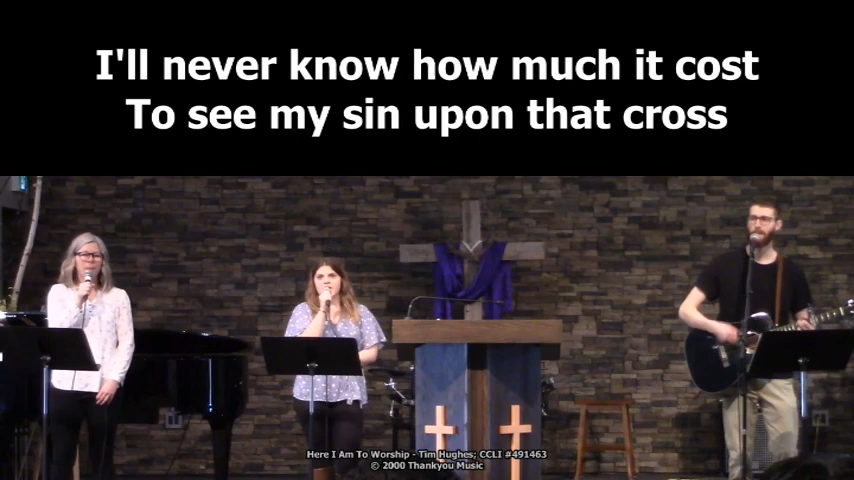 I'll never know how much it cost
To see my sin upon that cross
Here I Am To Worship - Tim Hughes; CCLI #491463
© 2000 Thankyou Music